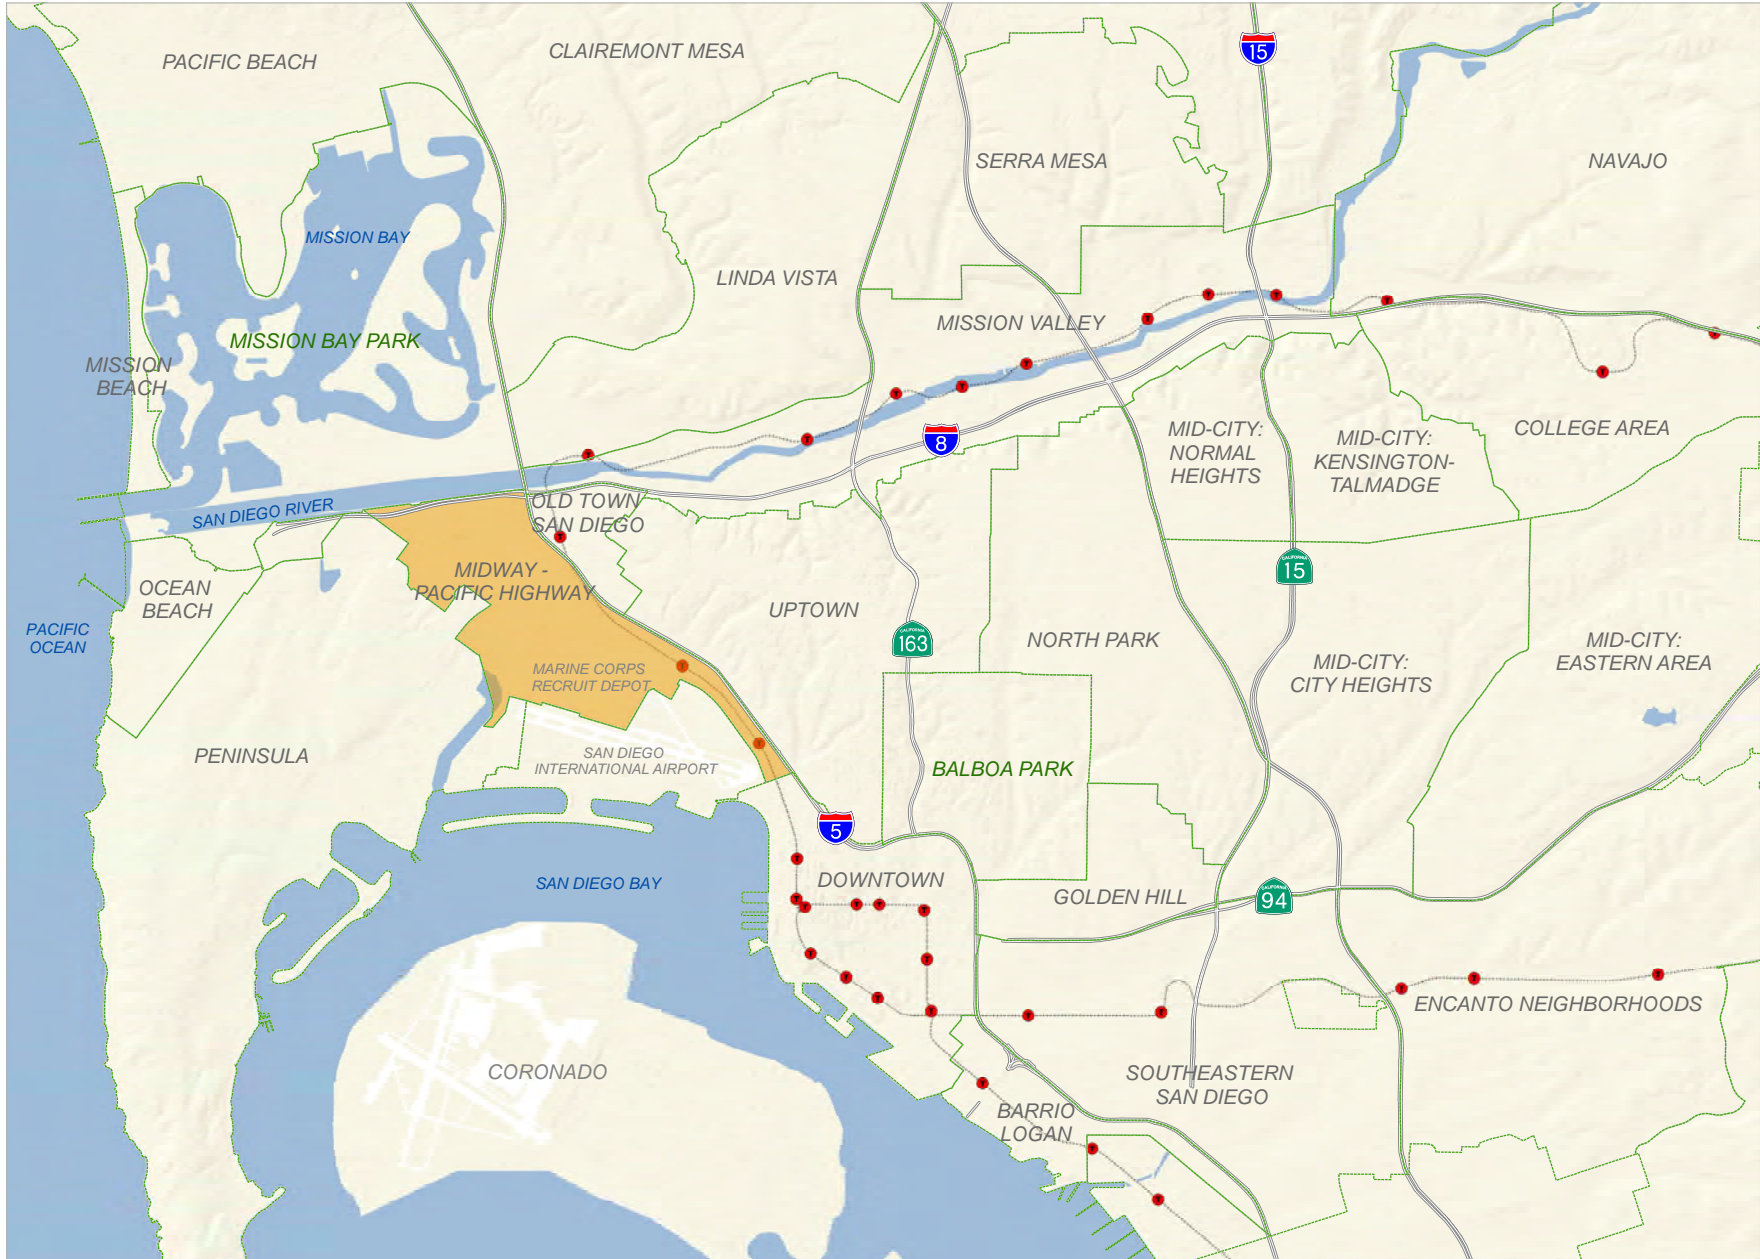 PACIFIC BEACH
CLAIREMONT MESA
15
SERRA MESA
NAVAJO
MISSION BAY
LINDA VISTA
MISSION VALLEY
MISSION BAY PARK
MISSION
BEACH
8
MID-CITY:
NORMAL
HEIGHTS
MID-CITY:
KENSINGTON-
TALMADGE
COLLEGE AREA
SAN DIEGO RIVER
OLD TOWN
SAN DIEGO
MIDWAY -
PACIFIC HIGHWAY
OCEAN
BEACH
CALIFORNIA
15
UPTOWN
PACIFIC
OCEAN
CALIFORNIA
163
NORTH PARK
MID-CITY:
CITY HEIGHTS
MID-CITY:
EASTERN AREA
MARINE CORPS
RECRUIT DEPOT
PENINSULA
SAN DIEGO
INTERNATIONAL AIRPORT
BALBOA PARK
5
SAN DIEGO BAY
DOWNTOWN
GOLDEN HILL
CALIFORNIA
94
ENCANTO NEIGHBORHOODS
CORONADO
SOUTHEASTERN
SAN DIEGO
BARRIO
LOGAN